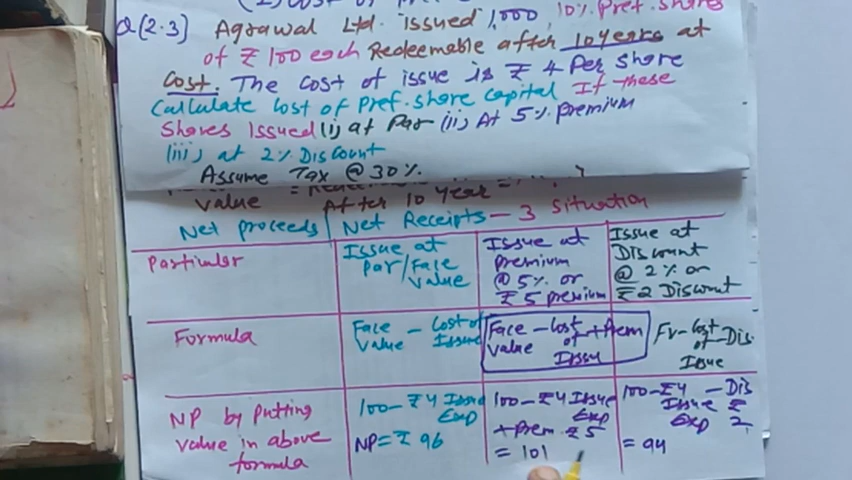 Q(2.3) Agrawal Ltd. issued 1,000, 10% Pref. shares
of ₹ 100 each Redeemable after 10 years at
Cost. The cost of issue is ₹ 4 Per share
Callulate cost of Pref. share capital If these
Shares Issued (i) at Par (ii) At 5% premium
(iii) at 2% Discount
Assume Tax @ 30%
value After 10 year =
Net proceeds / Net Receipts - 3 situation
Particuler
Issue at
par/Face
value
Issue at
premium
@ 5% or
₹ 5 premium
Issue at
Discount
@ 2% or
₹ 2 Discount
Formula
Face value - Cost of Issue
Face value - Cost of Issu + Prem
Fv - Cost of Issue - Dis.
NP by putting
value in above
formula
100 - ₹4 Issue Exp
NP = ₹ 96
100 - ₹4 Issue Exp
+ Prem. ₹ 5
= 101
100 - ₹4 Issue Exp - Dis ₹ 2
= 94